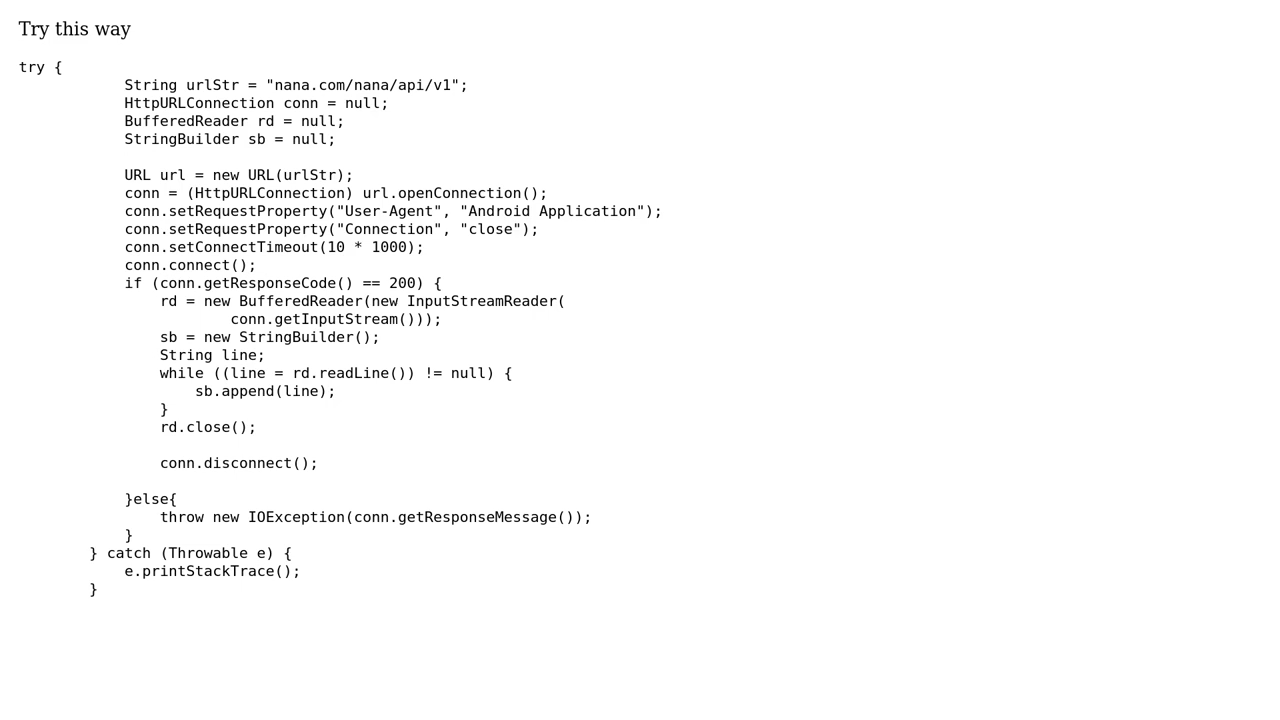 Try this way
try {
            String urlStr = "nana.com/nana/api/v1";
            HttpURLConnection conn = null;
            BufferedReader rd = null;
            StringBuilder sb = null;

            URL url = new URL(urlStr);
            conn = (HttpURLConnection) url.openConnection();
            conn.setRequestProperty("User-Agent", "Android Application");
            conn.setRequestProperty("Connection", "close");
            conn.setConnectTimeout(10 * 1000);
            conn.connect();
            if (conn.getResponseCode() == 200) {
                rd = new BufferedReader(new InputStreamReader(
                        conn.getInputStream()));
                sb = new StringBuilder();
                String line;
                while ((line = rd.readLine()) != null) {
                    sb.append(line);
                }
                rd.close();

                conn.disconnect();

            }else{
                throw new IOException(conn.getResponseMessage());
            }
        } catch (Throwable e) {
            e.printStackTrace();
        }